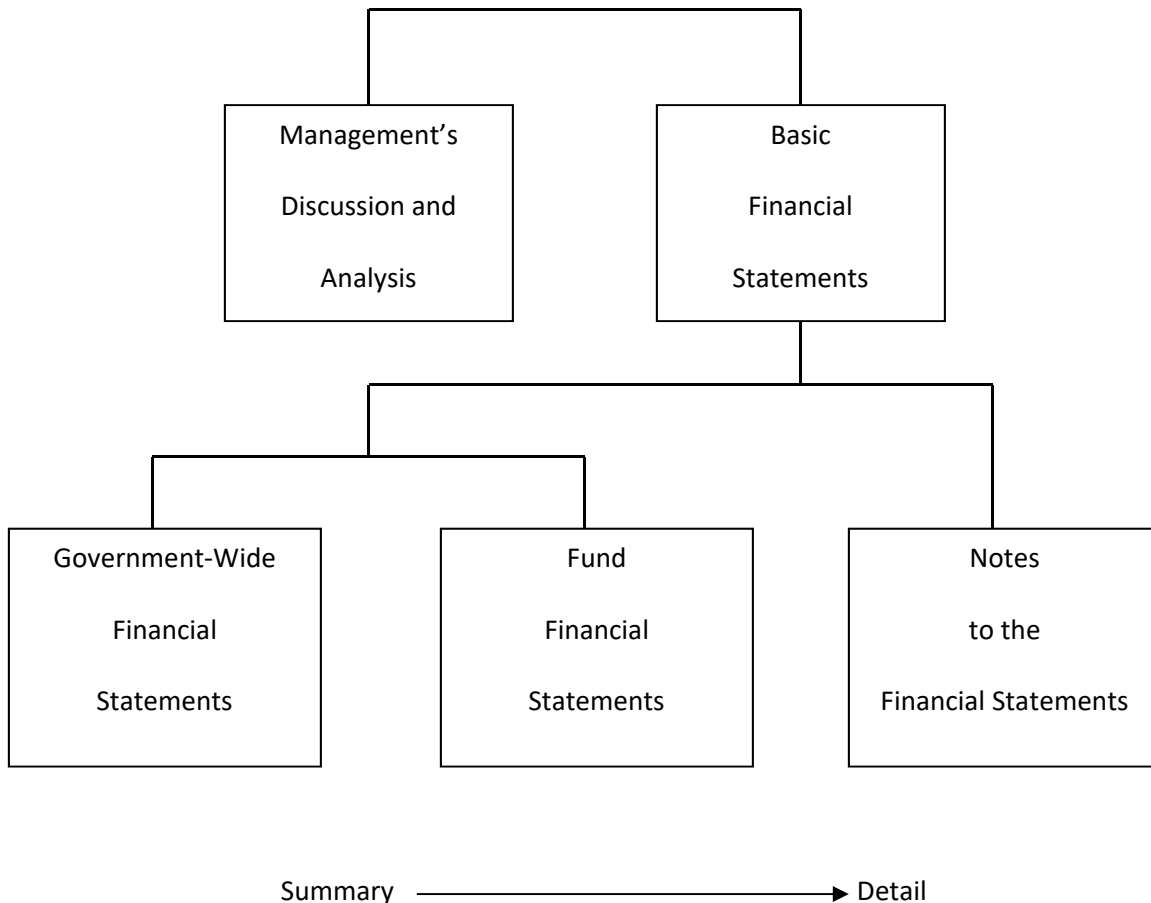 Management’s
Discussion and
Analysis
Basic
Financial
Statements
Government-Wide
Financial
Statements
Fund
Financial
Statements
Notes
to the
Financial Statements
Summary
Detail